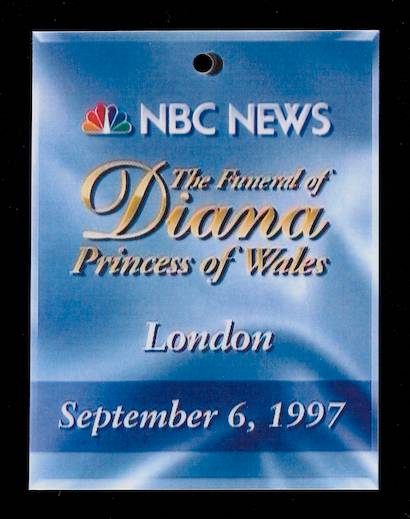 NBC NEWS
The Funeral of
Diana
Princess of Wales
London
September 6, 1997